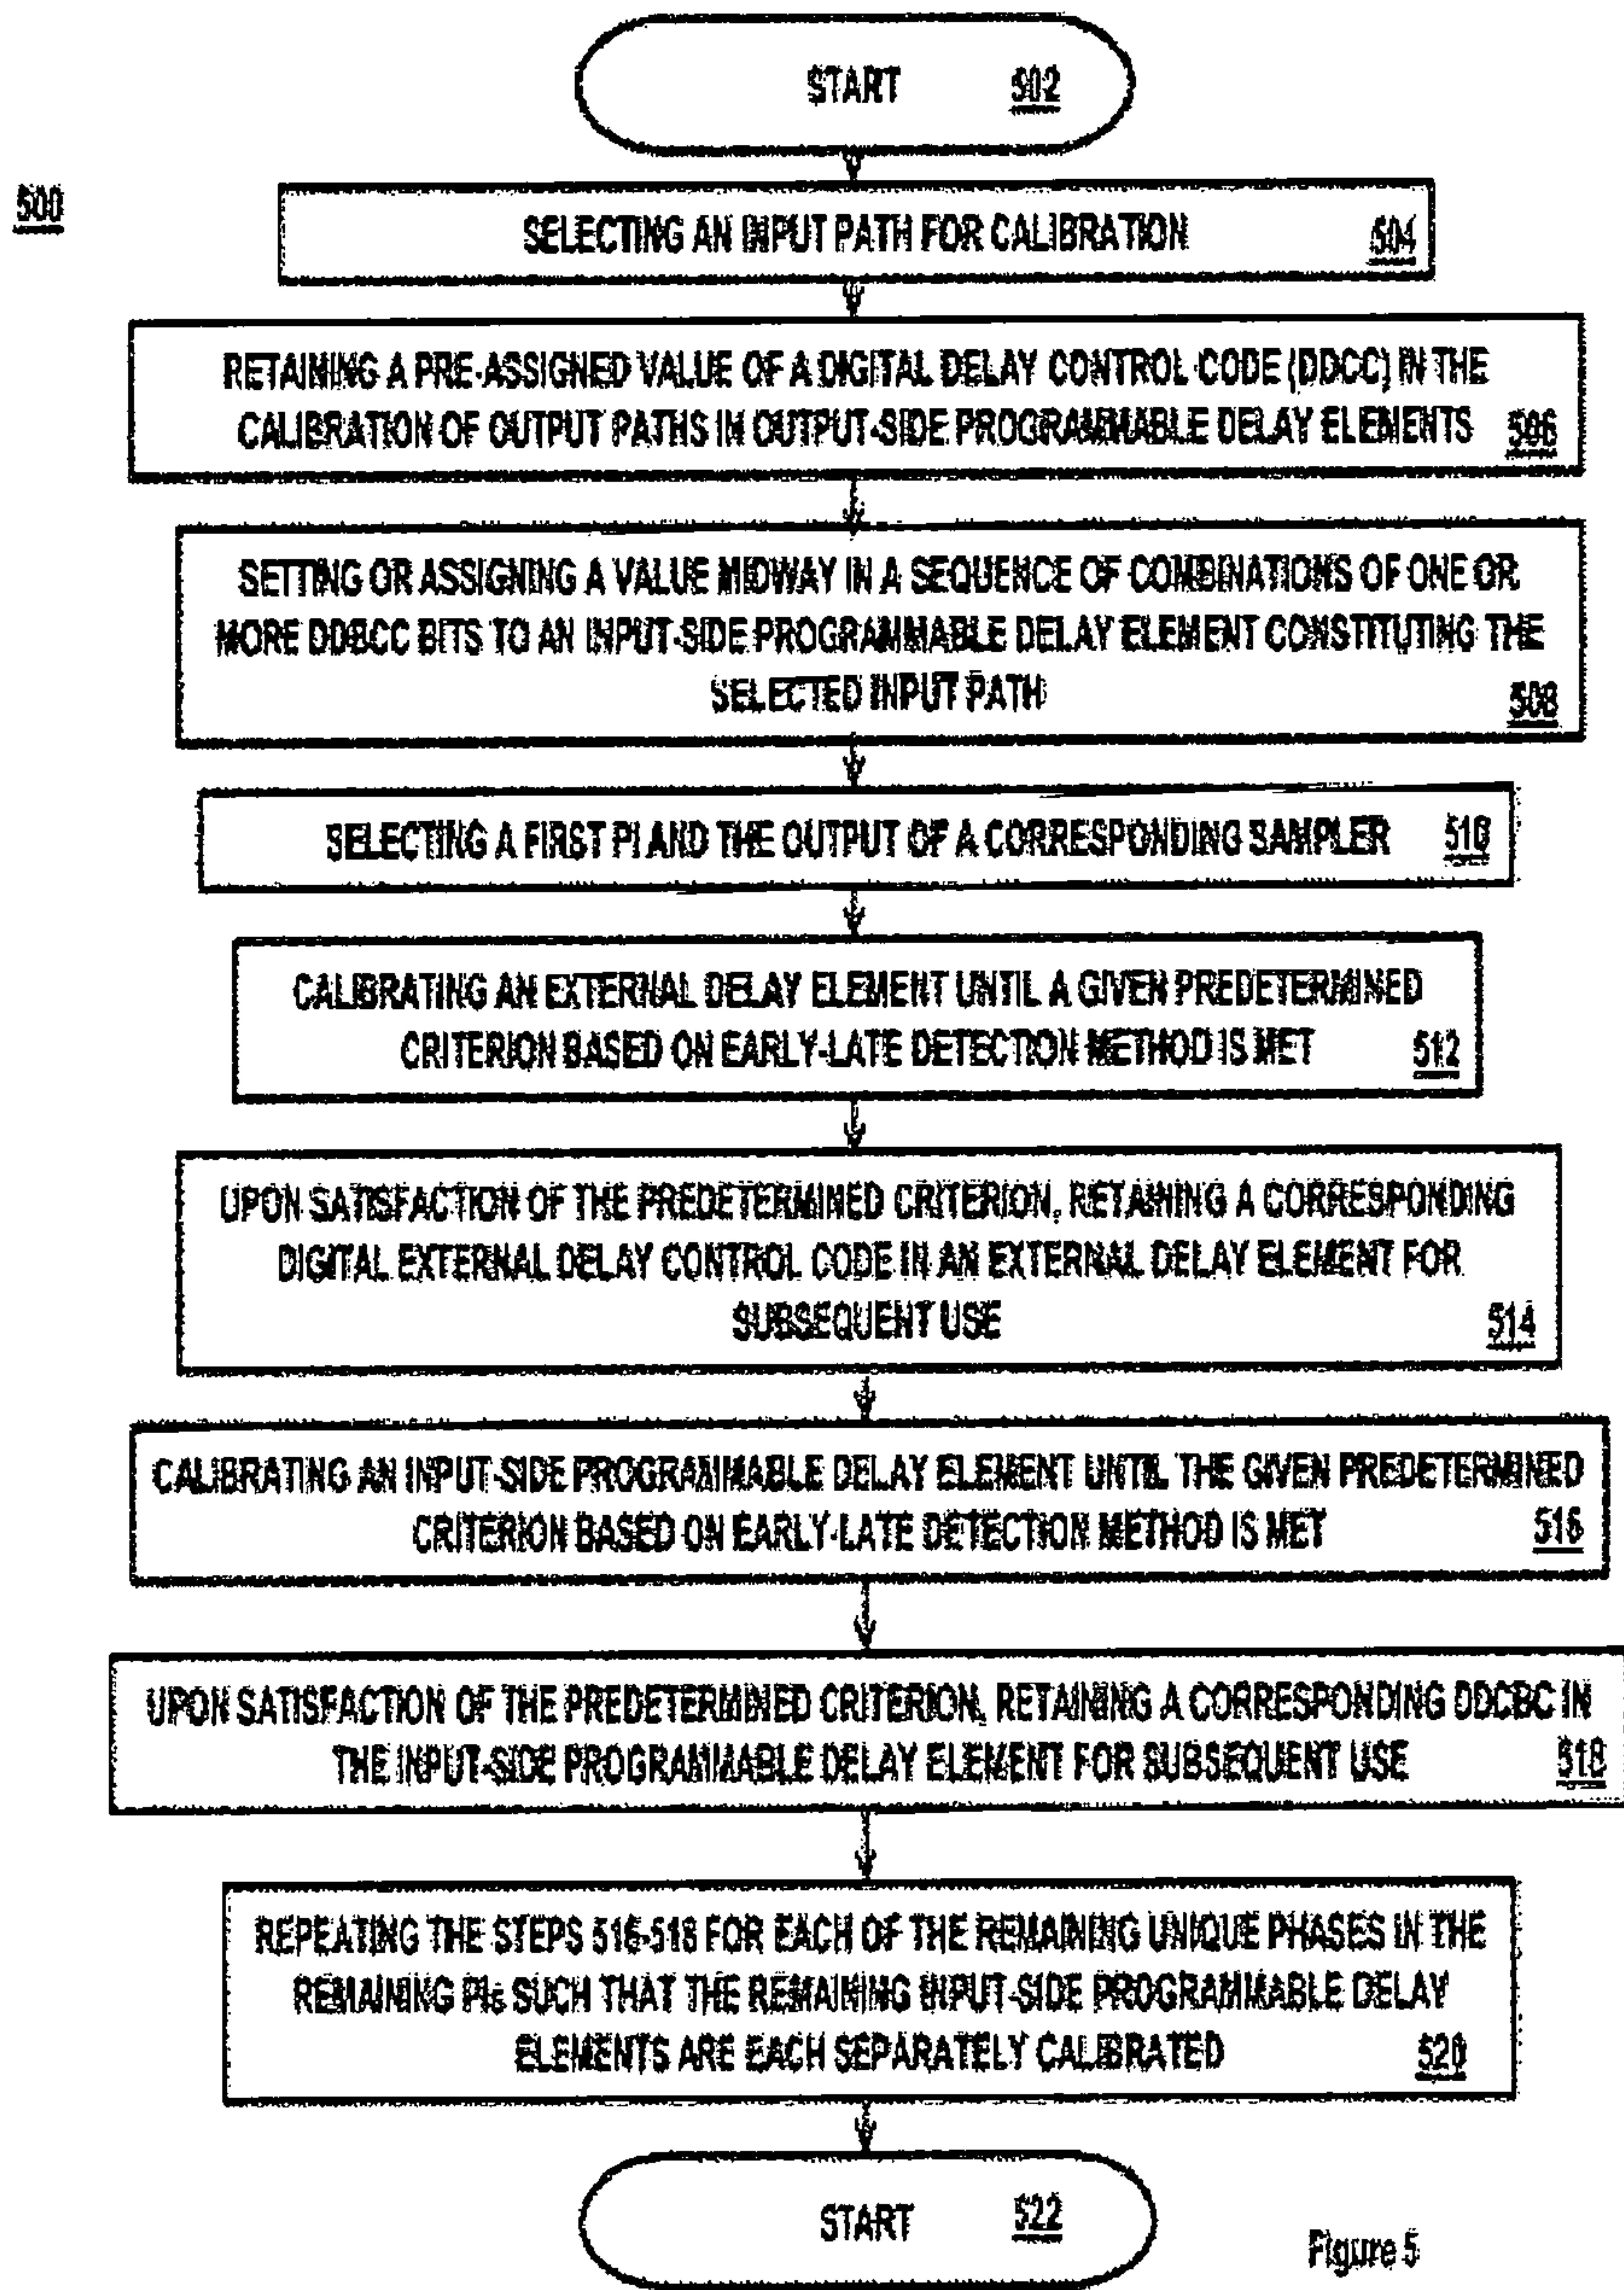 START 502
500
SELECTING AN INPUT PATH FOR CALIBRATION 504
RETAINING A PRE-ASSIGNED VALUE OF A DIGITAL DELAY CONTROL CODE (DDCC) IN THE
CALIBRATION OF OUTPUT PATHS IN OUTPUT-SIDE PROGRAMMABLE DELAY ELEMENTS 506
SETTING OR ASSIGNING A VALUE MIDWAY IN A SEQUENCE OF COMBINATIONS OF ONE OR
MORE DDBCC BITS TO AN INPUT-SIDE PROGRAMMABLE DELAY ELEMENT CONSTITUTING THE
SELECTED INPUT PATH 508
SELECTING A FIRST PI AND THE OUTPUT OF A CORRESPONDING SAMPLER 510
CALIBRATING AN EXTERNAL DELAY ELEMENT UNTIL A GIVEN PREDETERMINED
CRITERION BASED ON EARLY-LATE DETECTION METHOD IS MET 512
UPON SATISFACTION OF THE PREDETERMINED CRITERION, RETAINING A CORRESPONDING
DIGITAL EXTERNAL DELAY CONTROL CODE IN AN EXTERNAL DELAY ELEMENT FOR
SUBSEQUENT USE 514
CALIBRATING AN INPUT-SIDE PROGRAMMABLE DELAY ELEMENT UNTIL THE GIVEN PREDETERMINED
CRITERION BASED ON EARLY-LATE DETECTION METHOD IS MET 516
UPON SATISFACTION OF THE PREDETERMINED CRITERION, RETAINING A CORRESPONDING DDCBC IN
THE INPUT-SIDE PROGRAMMABLE DELAY ELEMENT FOR SUBSEQUENT USE 518
REPEATING THE STEPS 516-518 FOR EACH OF THE REMAINING UNIQUE PHASES IN THE
REMAINING PIs SUCH THAT THE REMAINING INPUT-SIDE PROGRAMMABLE DELAY
ELEMENTS ARE EACH SEPARATELY CALIBRATED 520
START 522
Figure 5